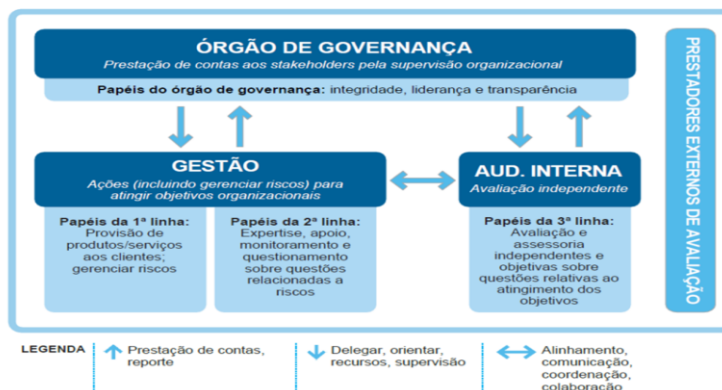 ÓRGÃO DE GOVERNANÇA
Prestação de contas aos stakeholders pela supervisão organizacional
Papéis do órgão de governança: integridade, liderança e transparência
GESTÃO
Ações (incluindo gerenciar riscos) para
atingir objetivos organizacionais
Papéis da 1ª linha:
Provisão de
produtos/serviços
aos clientes;
gerenciar riscos
Papéis da 2ª linha:
Expertise, apoio,
monitoramento e
questionamento
sobre questões
relacionadas a
riscos
AUD. INTERNA
Avaliação independente
Papéis da 3ª linha:
Avaliação e
assessoria
independentes e
objetivas sobre
questões relativas ao
atingimento dos
objetivos
PRESTADORES EXTERNOS DE AVALIAÇÃO
LEGENDA
Prestação de contas,
reporte
Delegar, orientar,
recursos, supervisão
Alinhamento,
comunicação,
coordenação,
colaboração